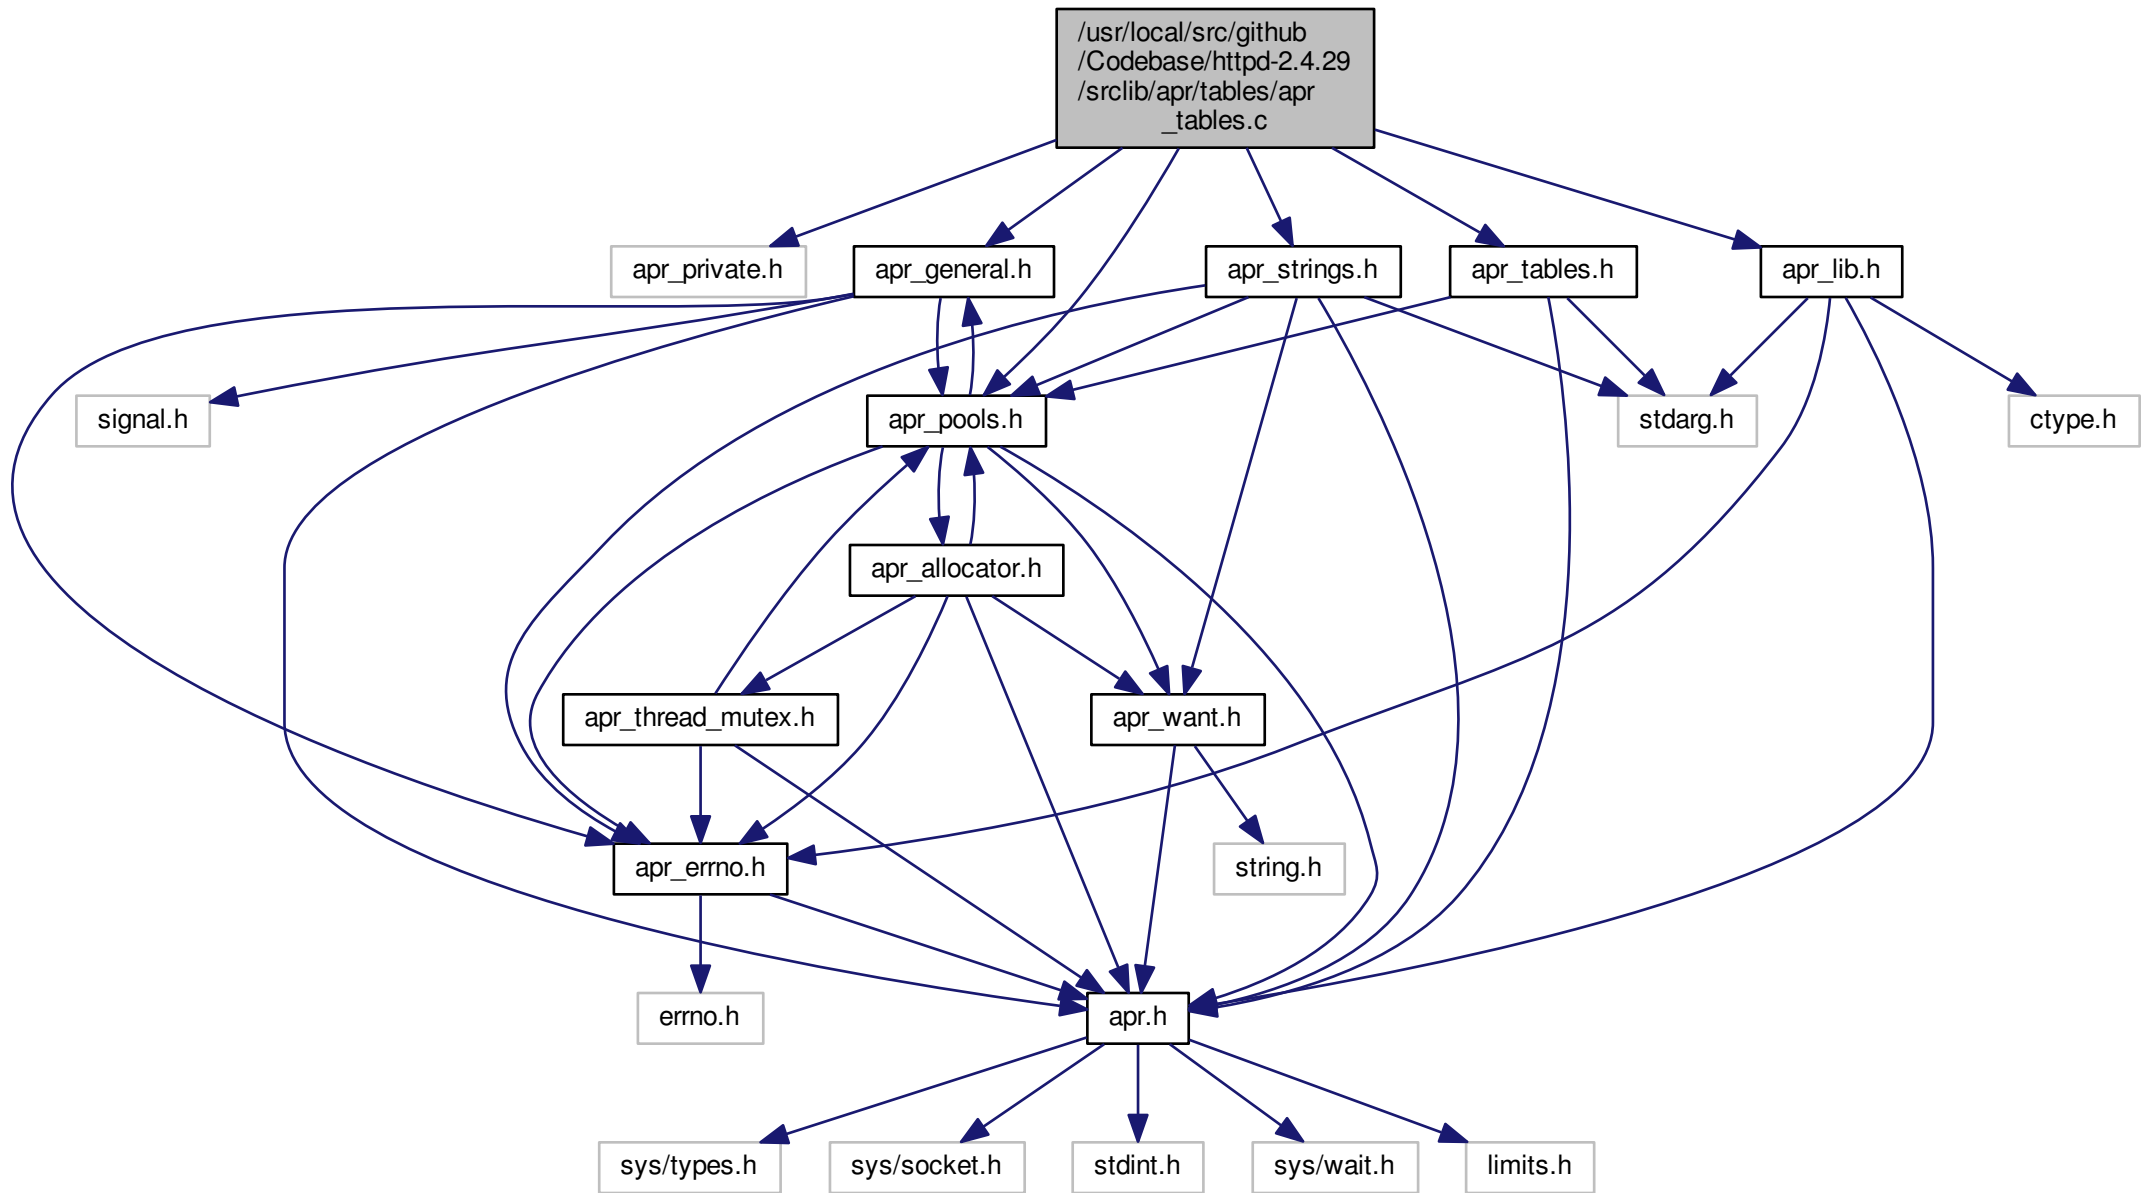 /usr/local/src/github
/Codebase/httpd-2.4.29
/srclib/apr/tables/apr
_tables.c
apr_private.h
apr_general.h
apr_strings.h
apr_tables.h
apr_lib.h
signal.h
apr_pools.h
stdarg.h
ctype.h
apr_allocator.h
apr_thread_mutex.h
apr_want.h
apr_errno.h
string.h
errno.h
apr.h
sys/types.h
sys/socket.h
stdint.h
sys/wait.h
limits.h